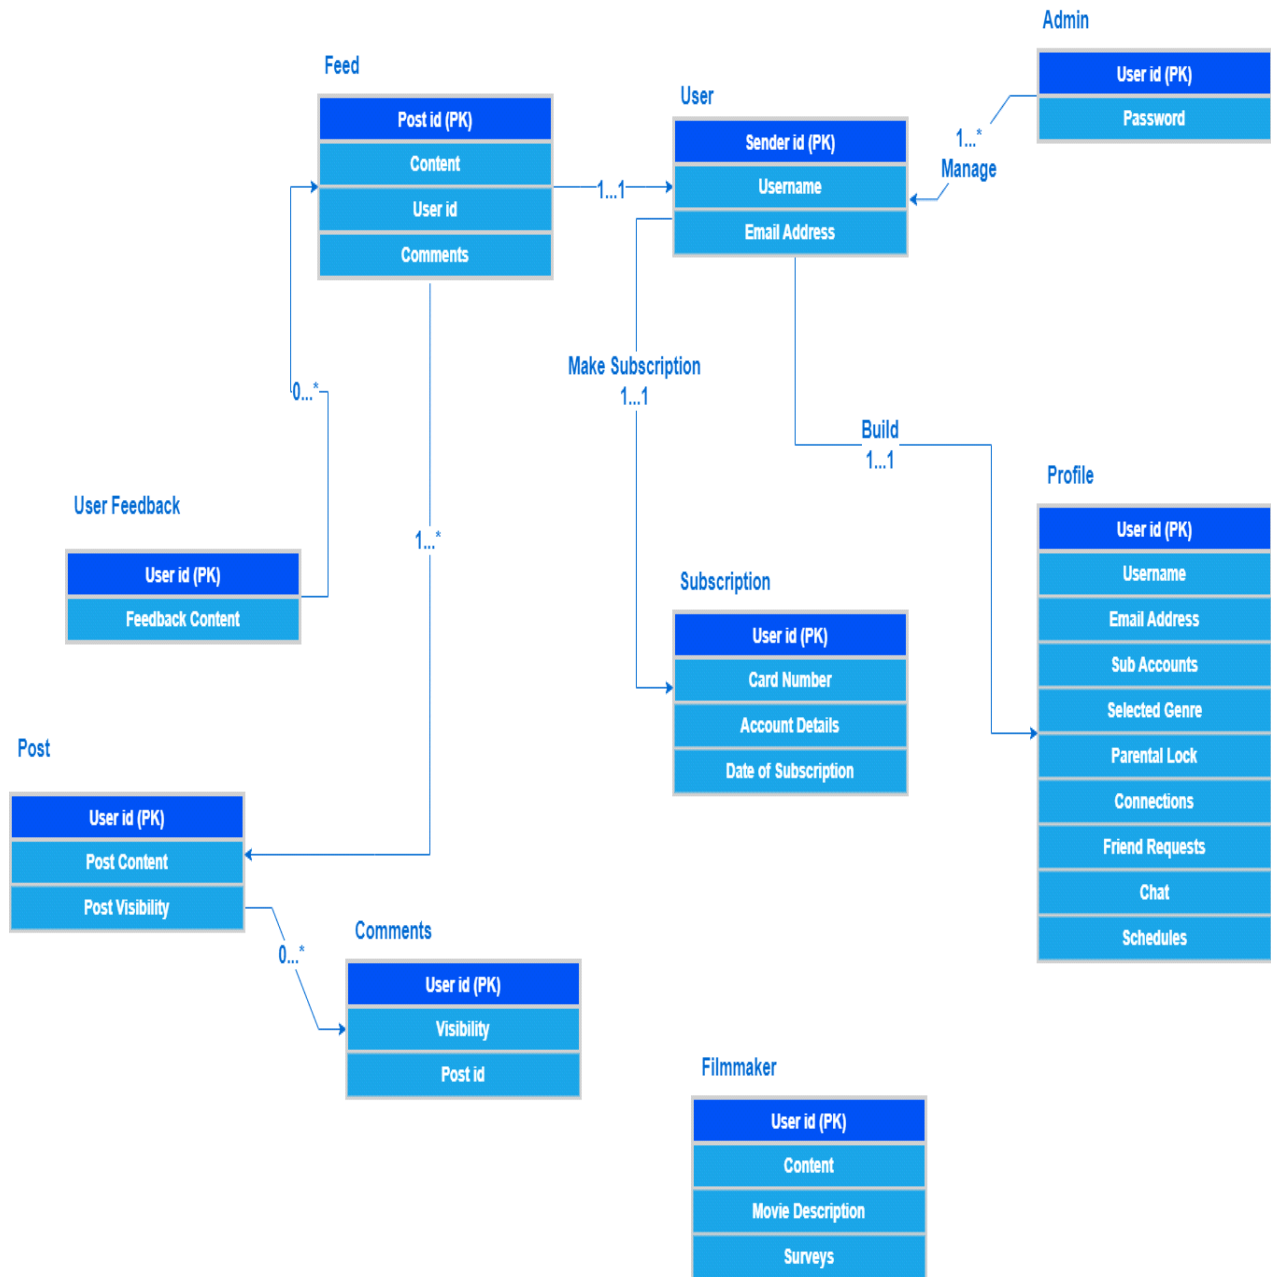 Admin
User id (PK)
Password
Feed
Post id (PK)
Content
User id
Comments
User
Sender id (PK)
Username
Email Address
1...1
1...*
Manage
Make Subscription
1...1
Build
1...1
0...*
1...*
User Feedback
User id (PK)
Feedback Content
Profile
User id (PK)
Username
Email Address
Sub Accounts
Selected Genre
Parental Lock
Connections
Friend Requests
Chat
Schedules
Subscription
User id (PK)
Card Number
Account Details
Date of Subscription
Post
User id (PK)
Post Content
Post Visibility
0...*
Comments
User id (PK)
Visibility
Post id
Filmmaker
User id (PK)
Content
Movie Description
Surveys